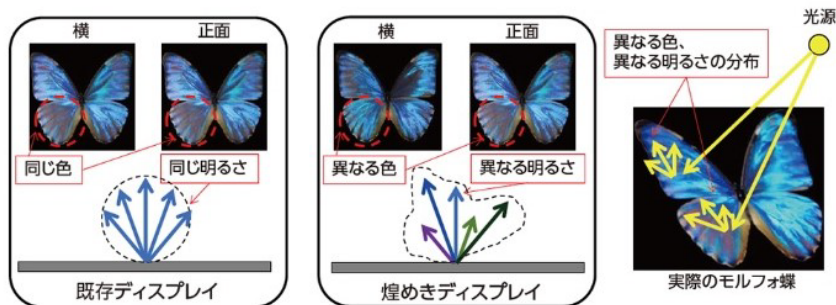 横
正面
同じ色
同じ明るさ
既存ディスプレイ
横
正面
異なる色
異なる明るさ
煌めきディスプレイ
光源
異なる色、
異なる明るさの分布
実際のモルフォ蝶